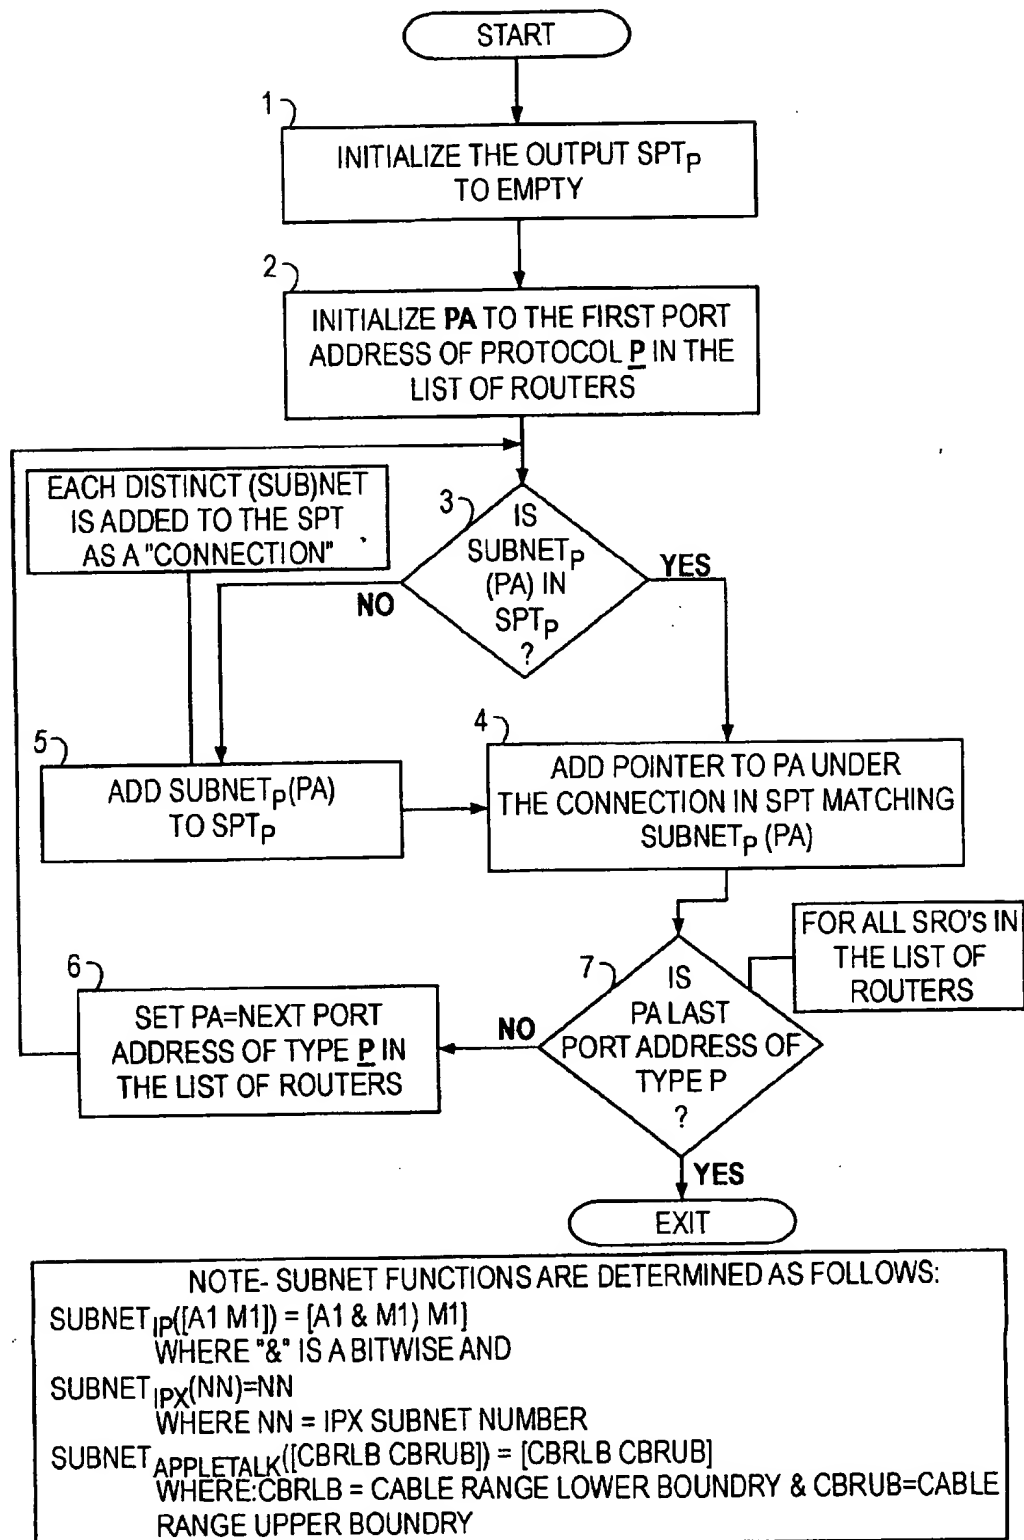 START
1
INITIALIZE THE OUTPUT SPTP
TO EMPTY
2
INITIALIZE PA TO THE FIRST PORT
ADDRESS OF PROTOCOL P IN THE
LIST OF ROUTERS
EACH DISTINCT (SUB)NET
IS ADDED TO THE SPT
AS A "CONNECTION"
3
IS
SUBNETP
(PA) IN
SPTP
?
YES
NO
5
ADD SUBNETP(PA)
TO SPTP
4
ADD POINTER TO PA UNDER
THE CONNECTION IN SPT MATCHING
SUBNETP (PA)
FOR ALL SRO'S IN
THE LIST OF
ROUTERS
6
SET PA=NEXT PORT
ADDRESS OF TYPE P IN
THE LIST OF ROUTERS
NO
7
IS
PA LAST
PORT ADDRESS OF
TYPE P
?
YES
EXIT
NOTE- SUBNET FUNCTIONS ARE DETERMINED AS FOLLOWS:
SUBNETIP([A1 M1]) = [A1 & M1) M1]
WHERE "&" IS A BITWISE AND
SUBNETIPX(NN)=NN
WHERE NN = IPX SUBNET NUMBER
SUBNETAPPLETALK([CBRLB CBRUB]) = [CBRLB CBRUB]
WHERE:CBRLB = CABLE RANGE LOWER BOUNDRY & CBRUB=CABLE
RANGE UPPER BOUNDRY